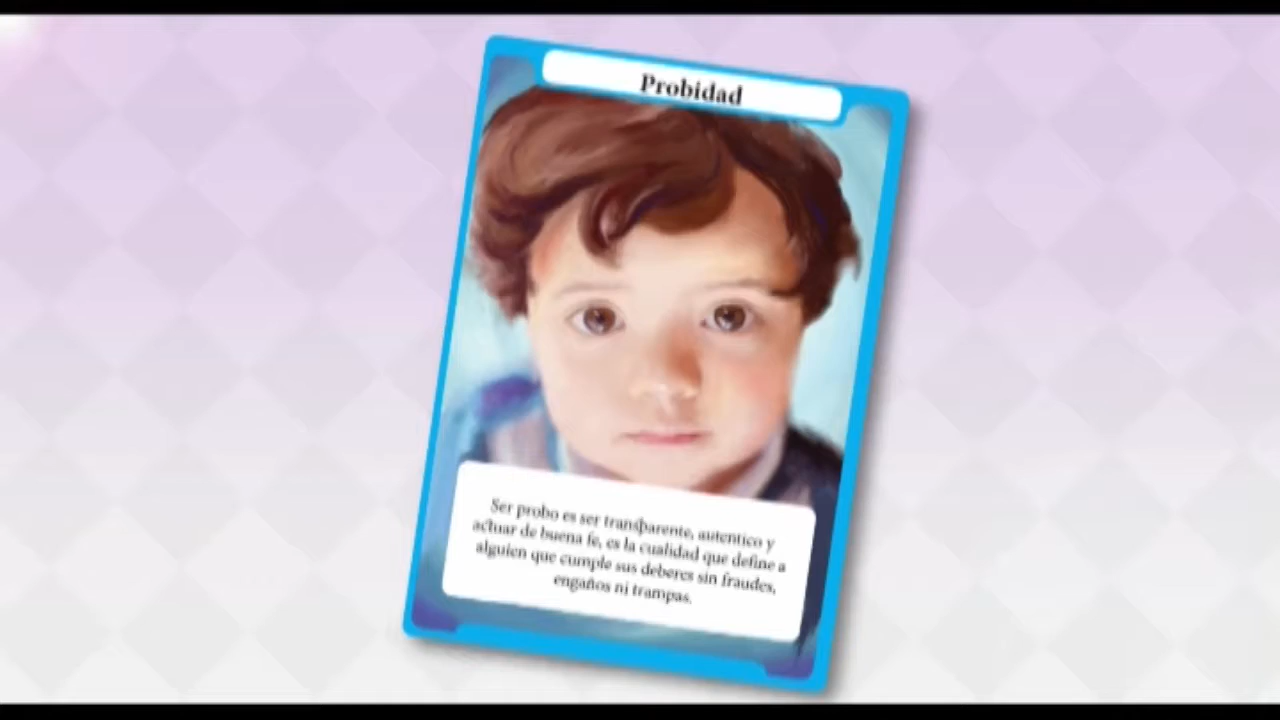 Probidad
Ser probo es ser transparente, autentico y
actuar de buena fe, es la cualidad que define a
alguien que cumple sus deberes sin fraudes,
engaños ni trampas.